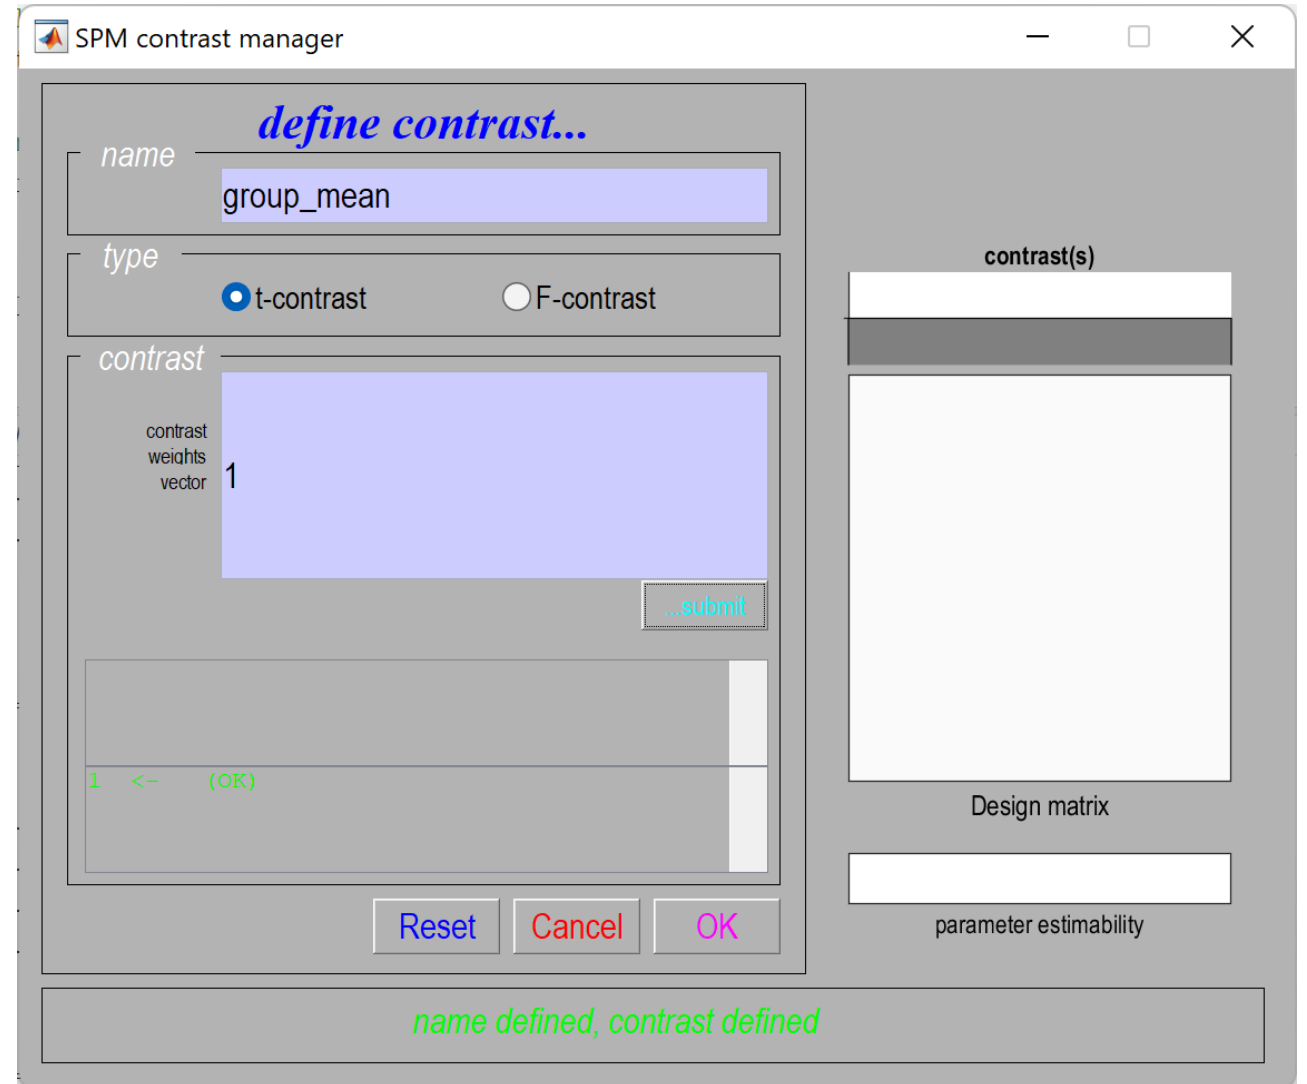 SPM contrast manager
define contrast...
name
group_mean
type
t-contrast
F-contrast
contrast
contrast
weights
vector
1
...submit
1 <- (OK)
Reset
Cancel
OK
contrast(s)
Design matrix
parameter estimability
name defined, contrast defined